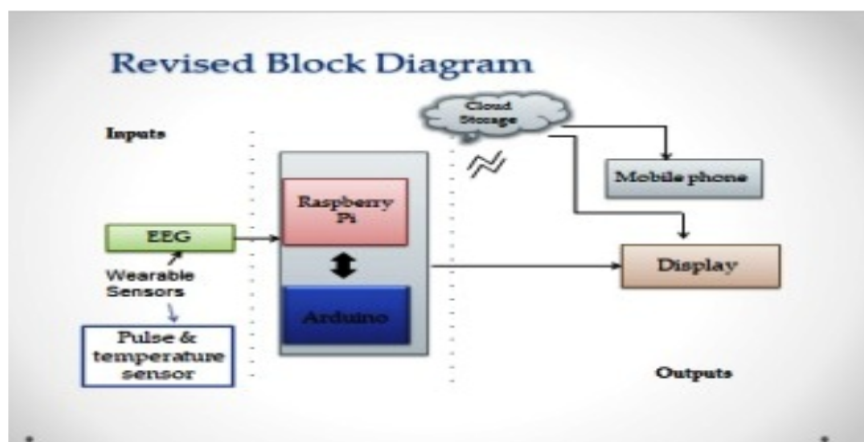 Revised Block Diagram
Cloud
Storage
Inputs
Mobile phone
Raspberry
Pi
EEG
Display
Wearable
Sensors
Arduino
Pulse &
temperature
sensor
Outputs